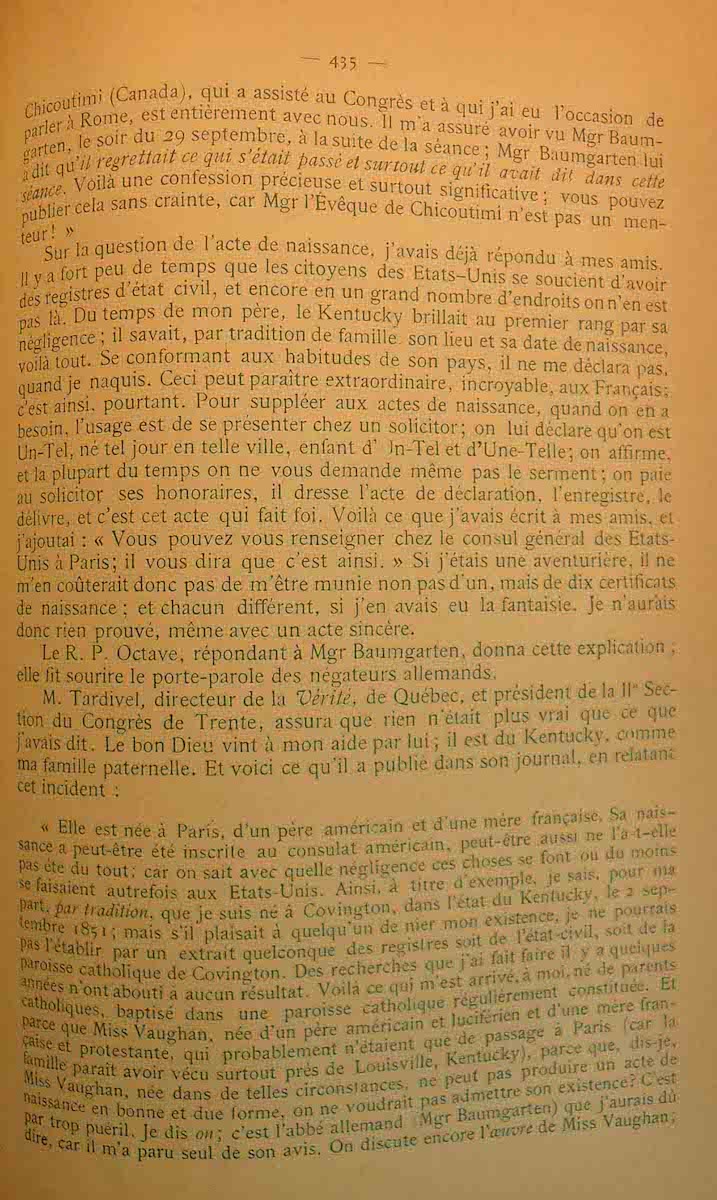 — 435 —
Chicoutimi (Canada), qui a assisté au Congrès et à qui j'ai eu l'occasion de
parler à Rome, est entièrement avec nous. Il m'a assuré avoir vu Mgr Baum-
garten, le soir du 29 septembre, à la suite de la séance ; Mgr Baumgarten lui
a dit qu'il regrettait ce qui s'était passé et surtout ce qu'il avait dit dans cette
séance. Voilà une confession précieuse et surtout significative ; vous pouvez
publier cela sans crainte, car Mgr l'Évêque de Chicoutimi n'est pas un men-
teur ! »
Sur la question de l'acte de naissance, j'avais déjà répondu à mes amis.
Il y a fort peu de temps que les citoyens des Etats-Unis se soucient d'avoir
des registres d'état civil, et encore en un grand nombre d'endroits on n'en est
pas là. Du temps de mon père, le Kentucky brillait au premier rang par sa
négligence ; il savait, par tradition de famille son lieu et sa date de naissance,
voilà tout. Se conformant aux habitudes de son pays, il ne me déclara pas,
quand je naquis. Ceci peut paraître extraordinaire, incroyable, aux Français ;
c'est ainsi, pourtant. Pour suppléer aux actes de naissance, quand on en a
besoin, l'usage est de se présenter chez un solicitor ; on lui déclare qu'on est
Un-Tel, né tel jour en telle ville, enfant d' Un-Tel et d'Une-Telle ; on affirme,
et la plupart du temps on ne vous demande même pas le serment ; on paie
au solicitor ses honoraires, il dresse l'acte de déclaration, l'enregistre, le
délivre, et c'est cet acte qui fait foi. Voilà ce que j'avais écrit à mes amis, et
j'ajoutai : « Vous pouvez vous renseigner chez le consul général des Etats-
Unis à Paris; il vous dira que c'est ainsi. » Si j'étais une aventurière, il ne
m'en coûterait donc pas de m'être munie non pas d'un, mais de dix certificats
de naissance ; et chacun différent, si j'en avais eu la fantaisie. Je n'aurais
donc rien prouvé, même avec un acte sincère.
Le R. P. Octave, répondant à Mgr Baumgarten, donna cette explication ;
elle fit sourire le porte-parole des négateurs allemands.
M. Tardivel, directeur de la Vérité, de Québec, et président de la IIe Sec-
tion du Congrès de Trente, assura que rien n'était plus vrai que ce que
j'avais dit. Le bon Dieu vint à mon aide par lui ; il est du Kentucky, comme
ma famille paternelle. Et voici ce qu'il a publié dans son journal, en relatant
cet incident :
« Elle est née à Paris, d'un père américain et d'une mère française. Sa nais-
sance a peut-être été inscrite au consulat américain, peut-être aussi ne l'a-t-elle
pas été du tout; car on sait avec quelle négligence ces choses se font ou du moins
se faisaient autrefois aux Etats-Unis. Ainsi, à titre d'exemple, je sais, pour ma
part, par tradition, que je suis né à Covington, dans l'état du Kentucky, le 2 sep-
tembre 1851 ; mais s'il plaisait à quelqu'un de nier mon existence, je ne pourrais
pas l'établir par un extrait quelconque des registres soit de l'état-civil, soit de la
paroisse catholique de Covington. Des recherches que j'ai fait faire il y a quelques
années n'ont abouti à aucun résultat. Voilà ce qui m'est arrivé, à moi, né de parents
catholiques, baptisé dans une paroisse catholique régulièrement constituée. Et
parce que Miss Vaughan, née d'un père américain et luciférien et d'une mère fran-
çaise et protestante, qui probablement n'étaient que de passage à Paris (car la
famille paraît avoir vécu surtout près de Louisville, Kentucky), parce que, dis-je,
Miss Vaughan, née dans de telles circonstances, ne peut pas produire un acte de
naissance en bonne et due forme, on ne voudrait pas admettre son existence? C'est
par trop puéril. Je dis on ; c'est l'abbé allemand (Mgr Baumgarten) que j'aurais dû
dire, car il m'a paru seul de son avis. On discute encore l'œuvre de Miss Vaughan,